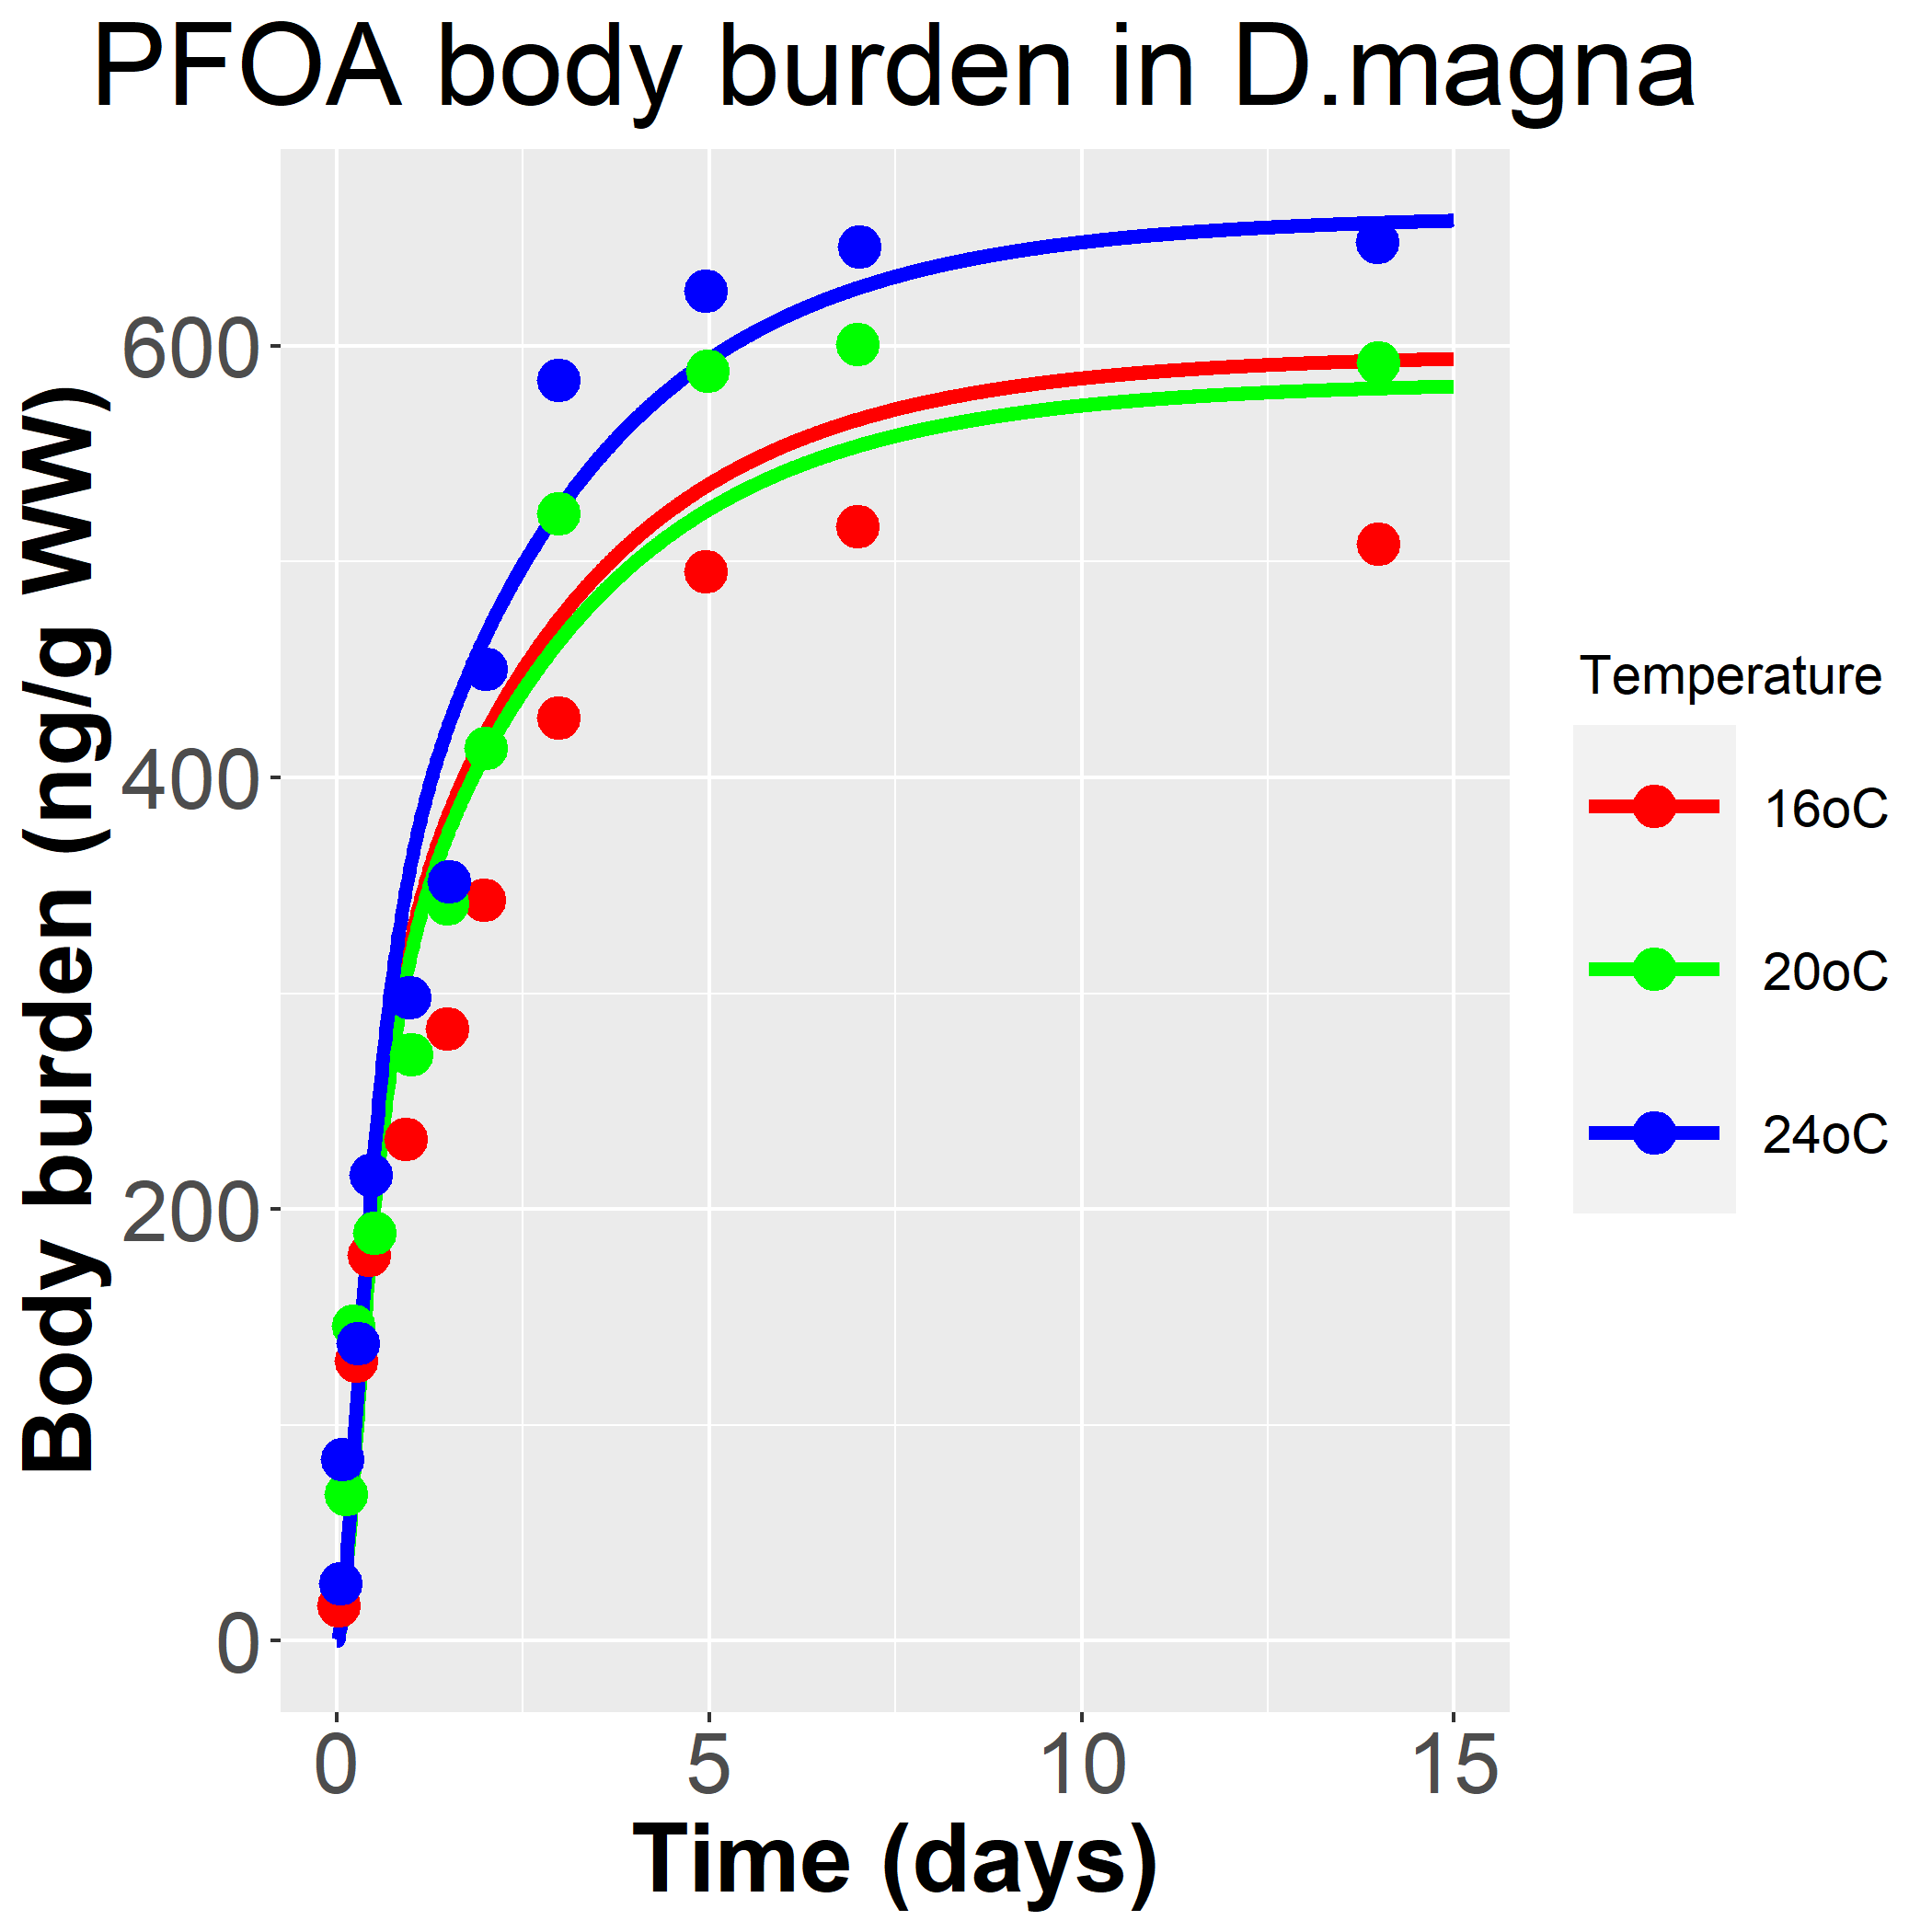 PFOA body burden in D.magna
Body burden (ng/g WW)
600
400
200
0
0
5
10
15
Time (days)
Temperature
16oC
20oC
24oC